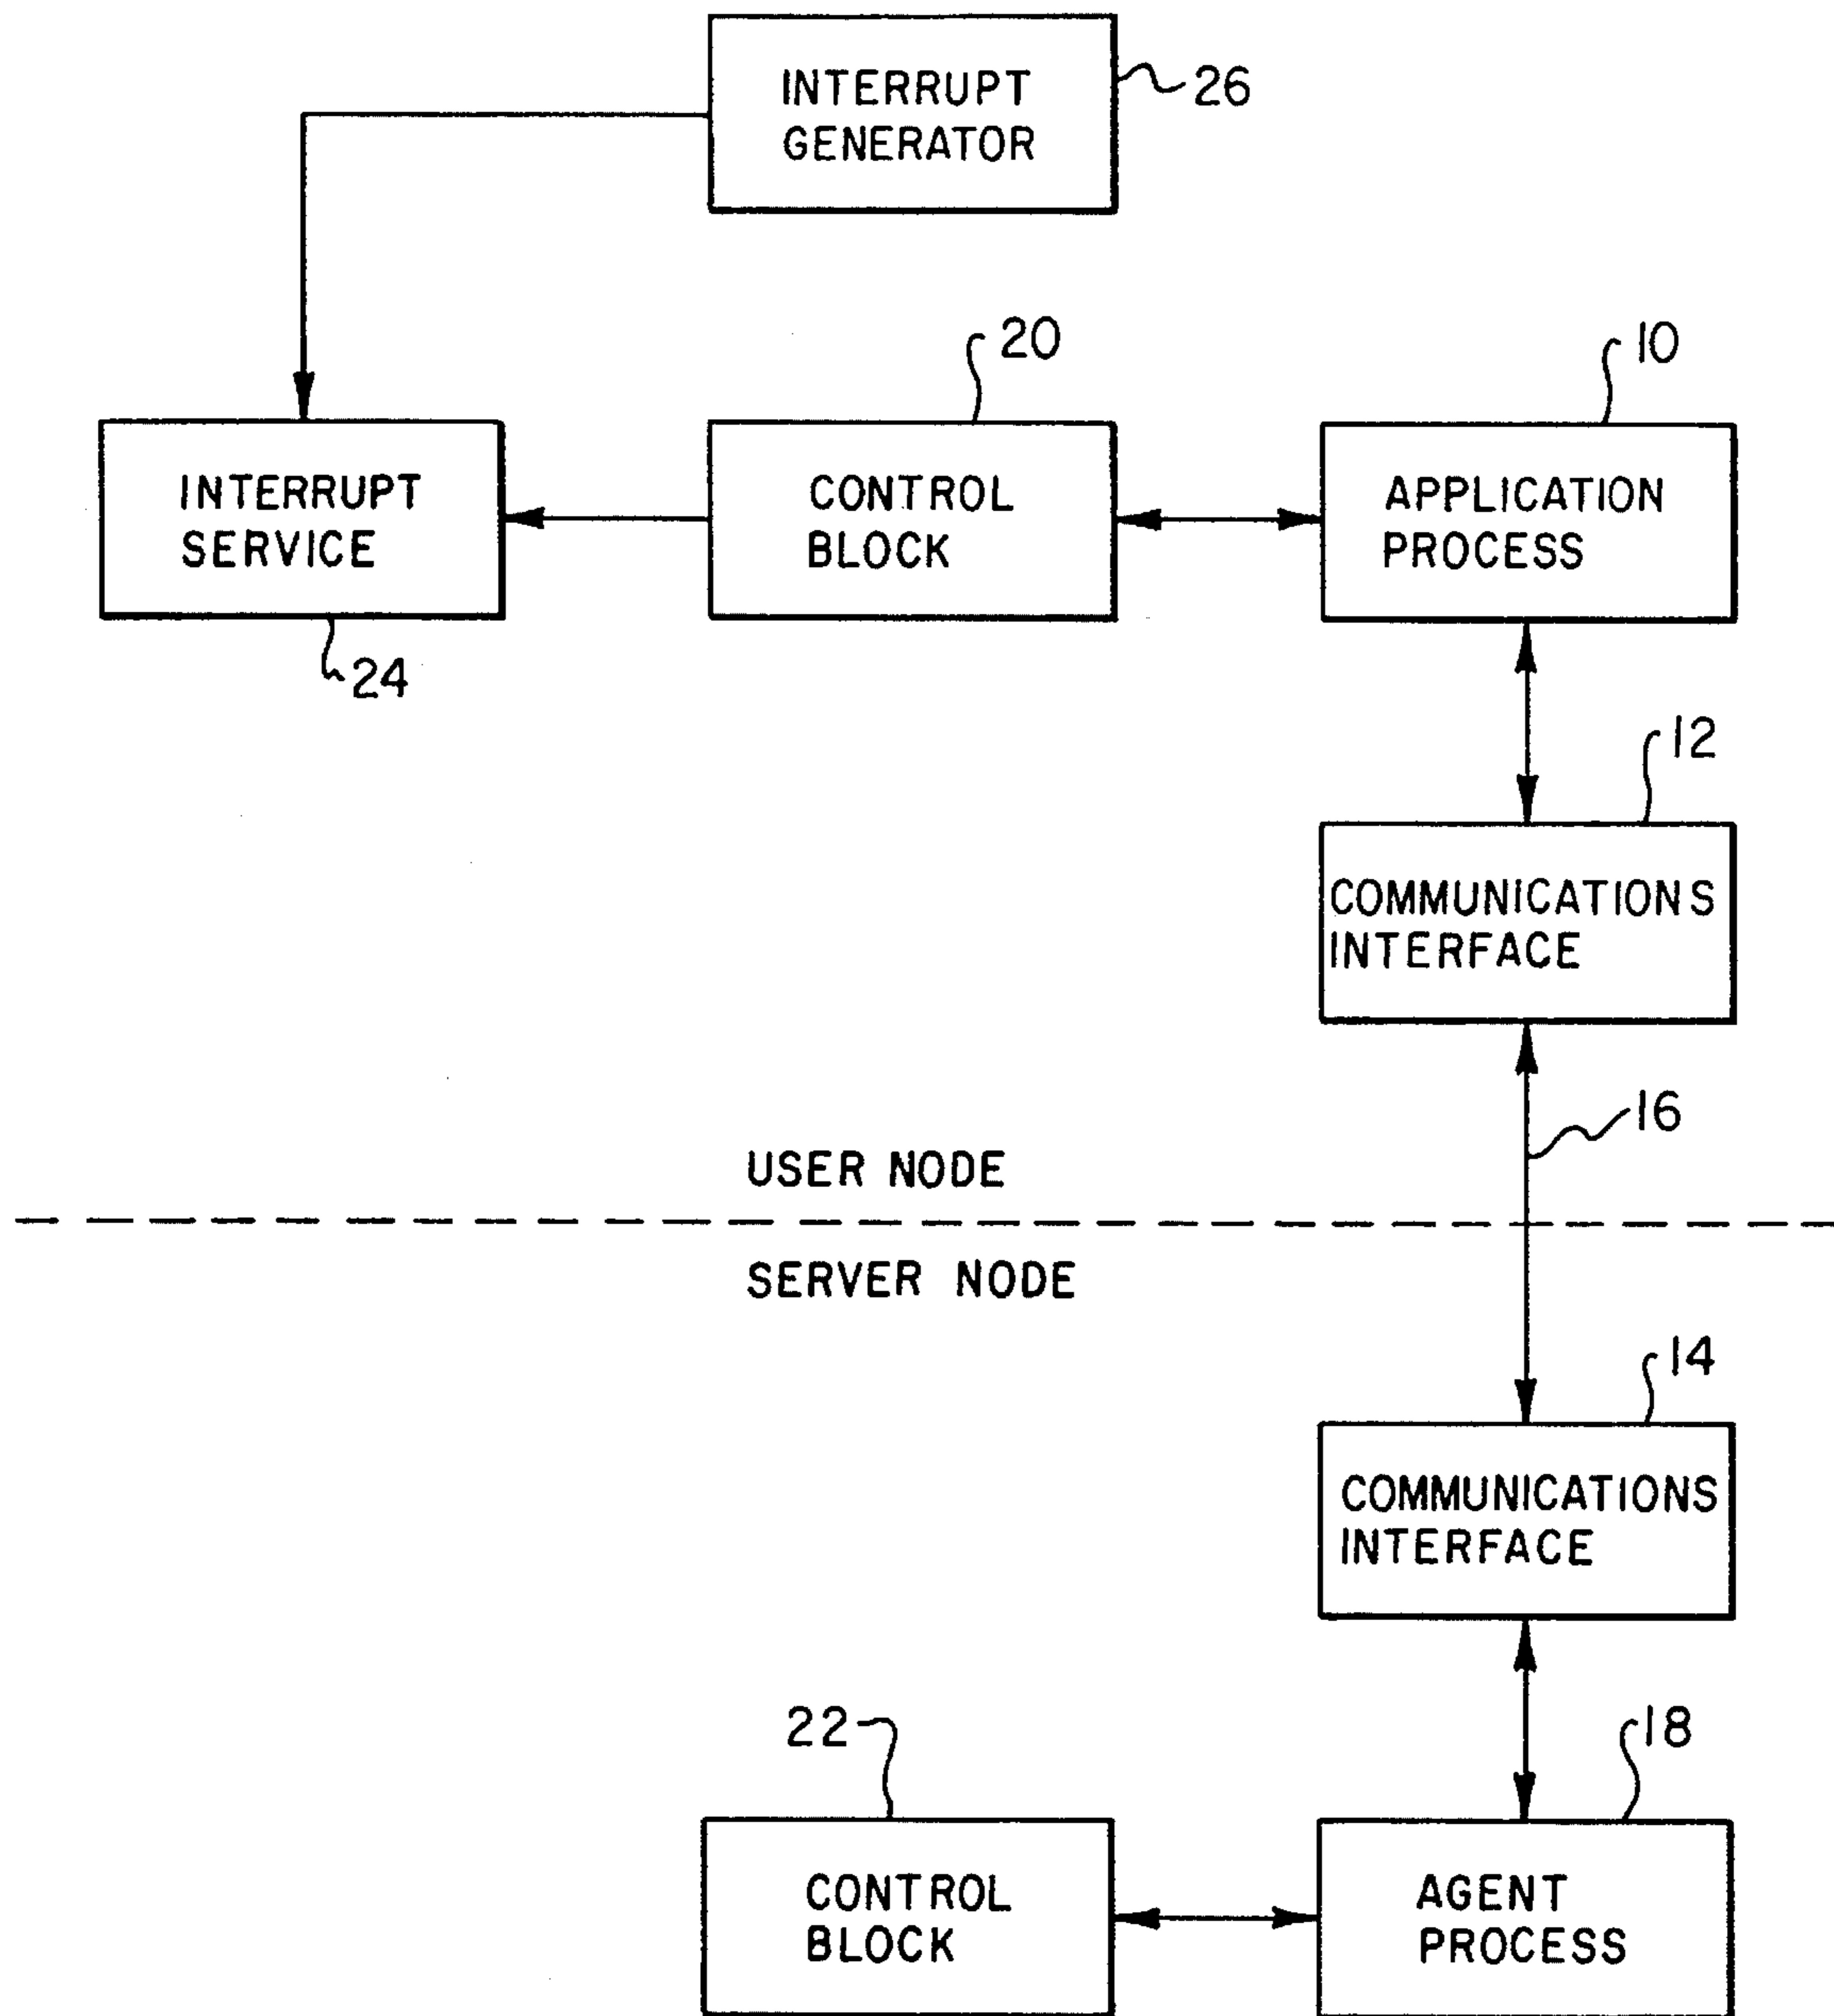 INTERRUPT
GENERATOR
26
20
10
INTERRUPT
SERVICE
CONTROL
BLOCK
APPLICATION
PROCESS
24
12
COMMUNICATIONS
INTERFACE
16
USER NODE
SERVER NODE
14
COMMUNICATIONS
INTERFACE
22
18
CONTROL
BLOCK
AGENT
PROCESS